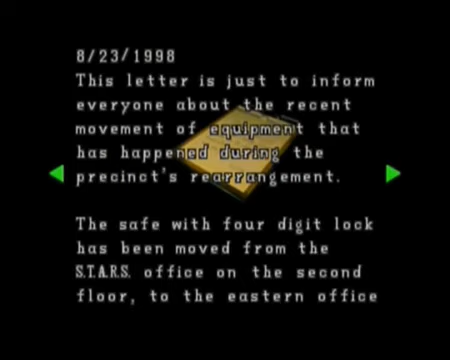 8/23/1998
This letter is just to inform
everyone about the recent
movement of equipment that
has happened during the
precinct's rearrangement.
The safe with four digit lock
has been moved from the
S.T.A.R.S. office on the second
floor, to the eastern office